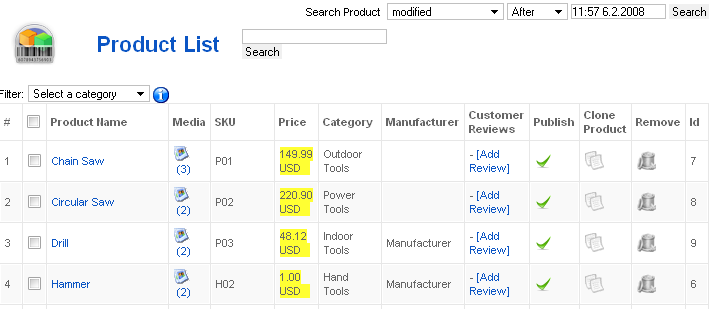 Search Product modified After 11:57 6.2.2008 Search
Product List
Search
Filter: Select a category
# Product Name Media SKU Price Category Manufacturer Customer Reviews Publish Clone Product Remove Id
1 Chain Saw (3) P01 149.99 USD Outdoor Tools - [Add Review] 7
2 Circular Saw (2) P02 220.90 USD Power Tools - [Add Review] 8
3 Drill (2) P03 48.12 USD Indoor Tools Manufacturer - [Add Review] 9
4 Hammer (2) H02 1.00 USD Hand Tools Manufacturer - [Add Review] 6